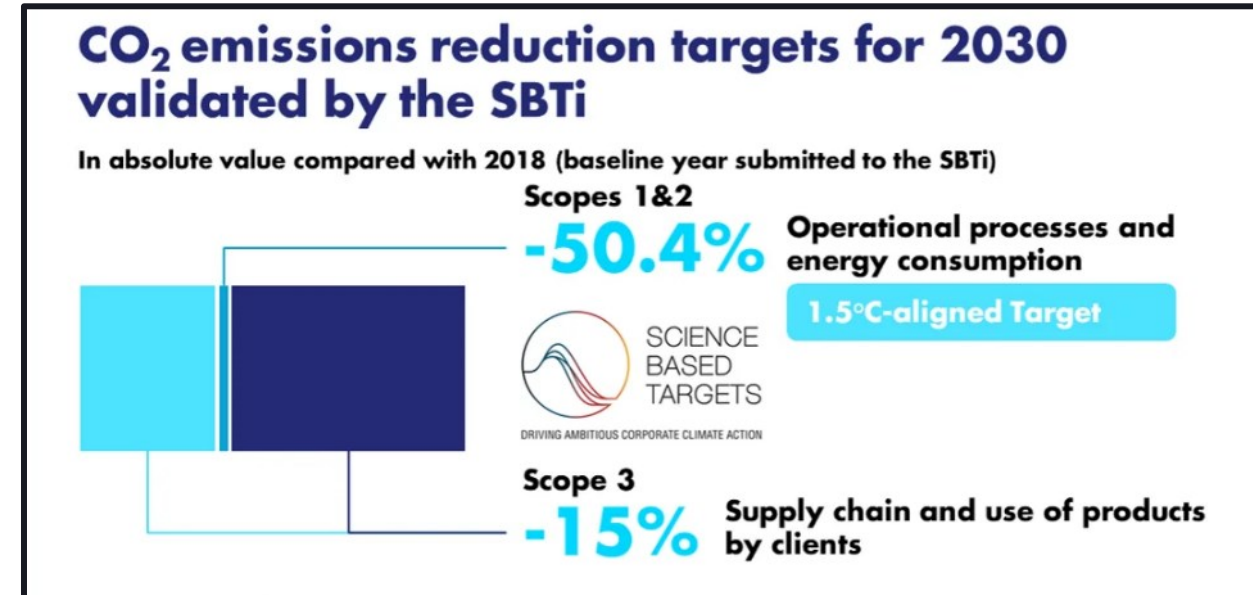 CO₂ emissions reduction targets for 2030
validated by the SBTi
In absolute value compared with 2018 (baseline year submitted to the SBTi)
Scopes 1&2
-50.4%
Operational processes and
energy consumption
1.5°C-aligned Target
SCIENCE
BASED
TARGETS
DRIVING AMBITIOUS CORPORATE CLIMATE ACTION
Scope 3
-15%
Supply chain and use of products
by clients